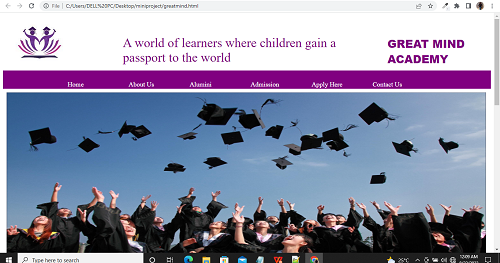 File | C:/Users/DELL%20PC/Desktop/miniproject/greatmind.html
A world of learners where children gain a
passport to the world
GREAT MIND
ACADEMY
Home About Us Alumini Admission Apply Here Contact Us
Type here to search
25°C
12:09 AM